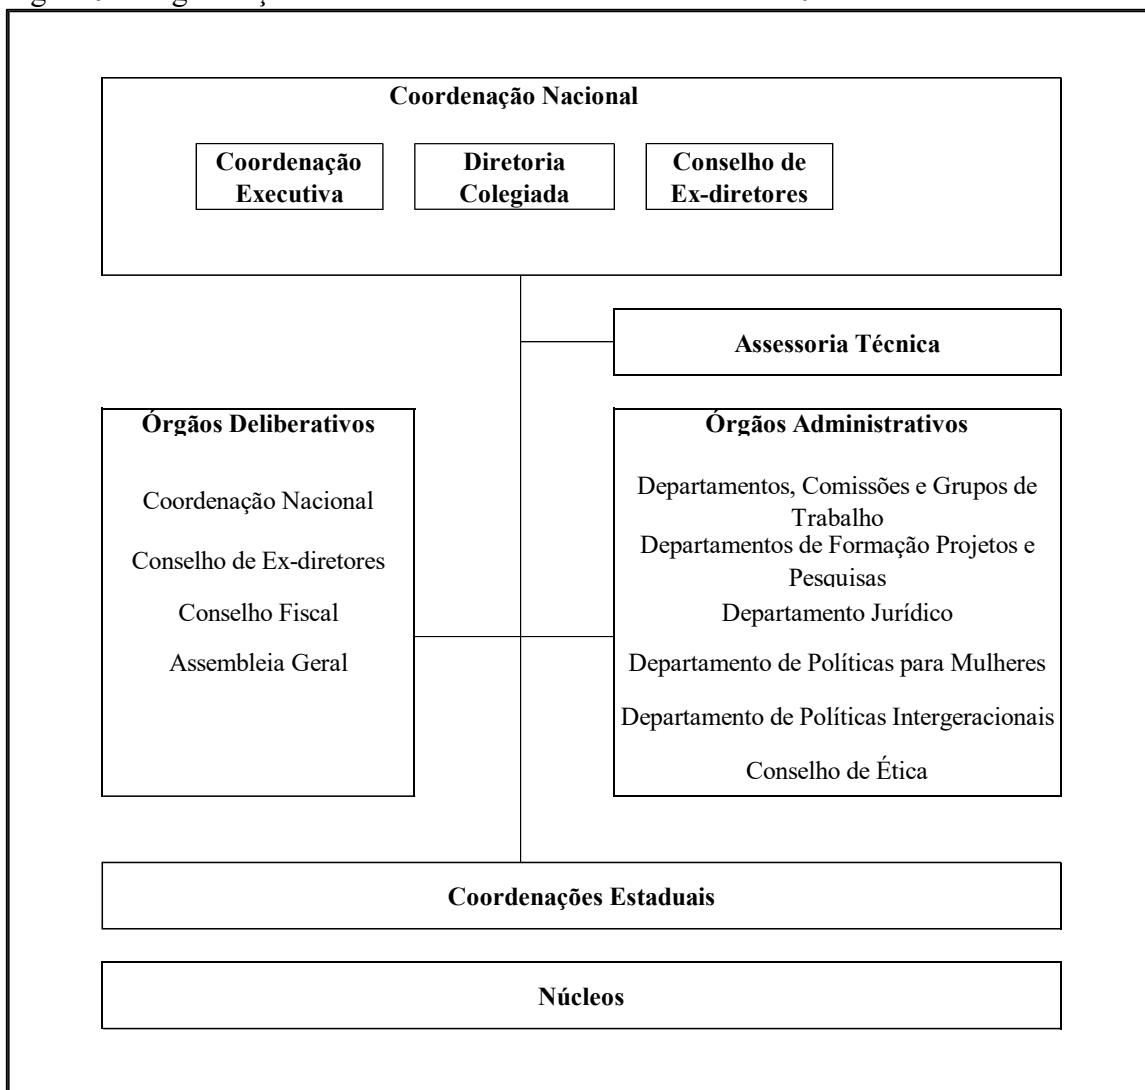 Coordenação Nacional
Coordenação
Executiva
Diretoria
Colegiada
Conselho de
Ex-diretores
Assessoria Técnica
Órgãos Deliberativos
Coordenação Nacional
Conselho de Ex-diretores
Conselho Fiscal
Assembleia Geral
Órgãos Administrativos
Departamentos, Comissões e Grupos de
Trabalho
Departamentos de Formação Projetos e
Pesquisas
Departamento Jurídico
Departamento de Políticas para Mulheres
Departamento de Políticas Intergeracionais
Conselho de Ética
Coordenações Estaduais
Núcleos